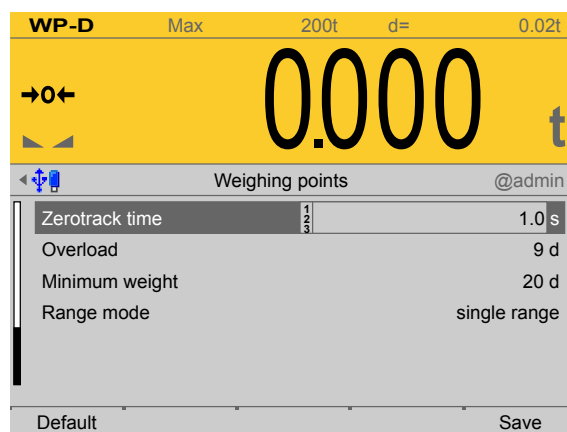 WP-D Max 200t d= 0.02t
→0← 0.000 t
Weighing points @admin
Zerotrack time 1 2 3 1.0 s
Overload 9 d
Minimum weight 20 d
Range mode single range
Default Save